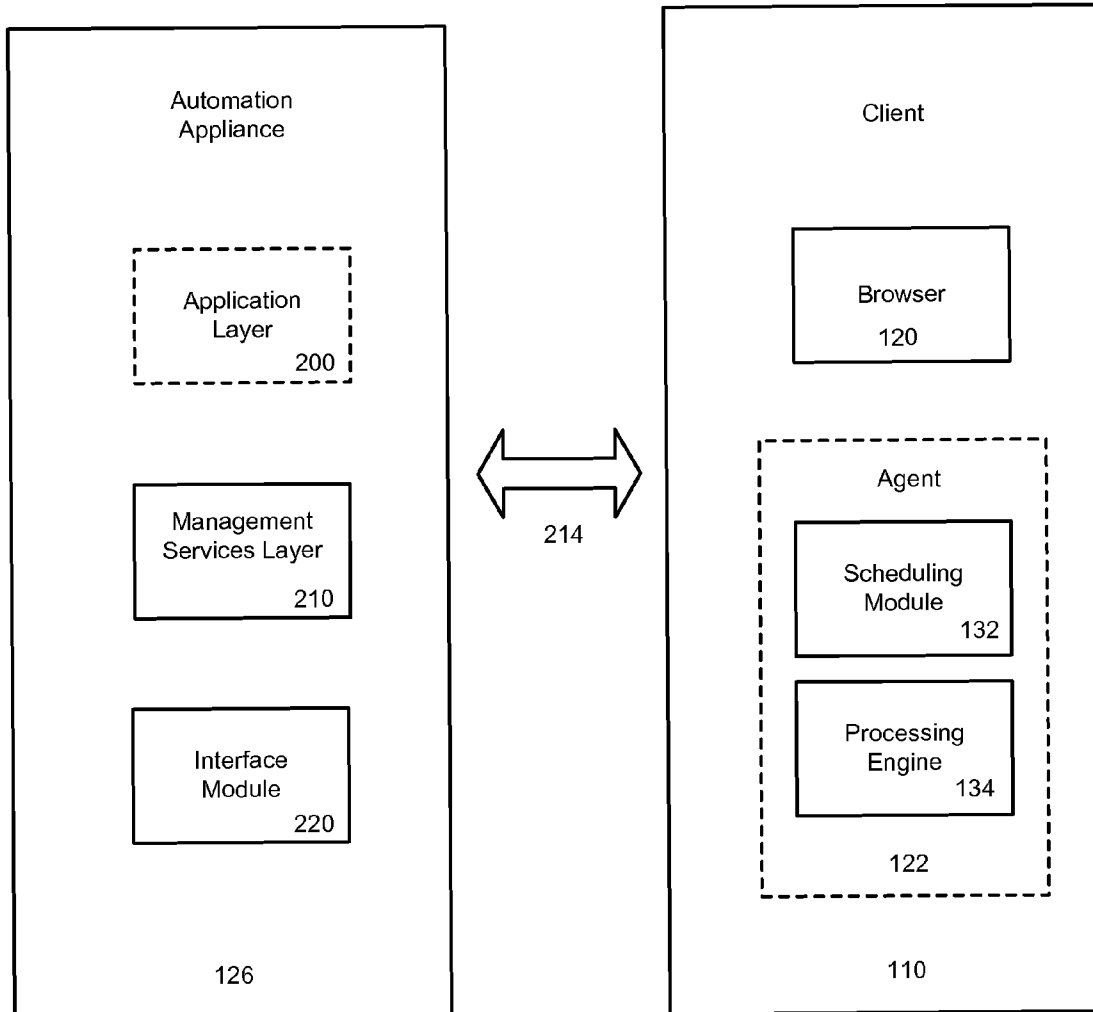 Automation
Appliance
Application
Layer
200
Management
Services Layer
210
Interface
Module
220
126
214
Client
Browser
120
Agent
Scheduling
Module
132
Processing
Engine
134
122
110